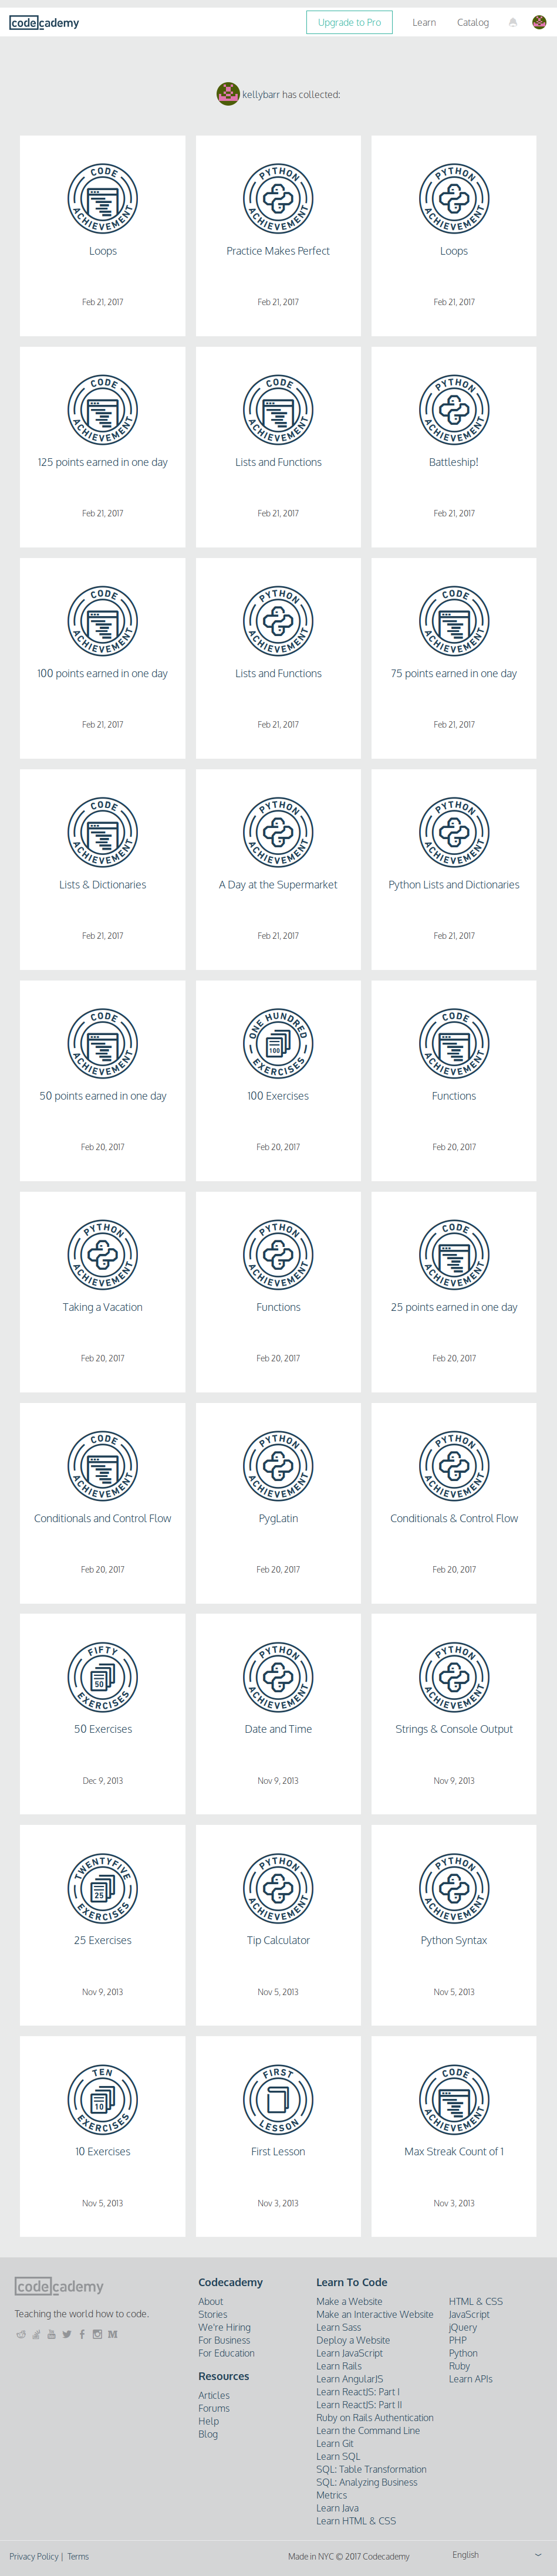 codecademy
Upgrade to Pro
Learn
Catalog
kellybarr has collected:
CODE ACHIEVEMENT
Loops
Feb 21, 2017
PYTHON ACHIEVEMENT
Practice Makes Perfect
Feb 21, 2017
PYTHON ACHIEVEMENT
Loops
Feb 21, 2017
CODE ACHIEVEMENT
125 points earned in one day
Feb 21, 2017
CODE ACHIEVEMENT
Lists and Functions
Feb 21, 2017
PYTHON ACHIEVEMENT
Battleship!
Feb 21, 2017
CODE ACHIEVEMENT
100 points earned in one day
Feb 21, 2017
PYTHON ACHIEVEMENT
Lists and Functions
Feb 21, 2017
CODE ACHIEVEMENT
75 points earned in one day
Feb 21, 2017
CODE ACHIEVEMENT
Lists & Dictionaries
Feb 21, 2017
PYTHON ACHIEVEMENT
A Day at the Supermarket
Feb 21, 2017
PYTHON ACHIEVEMENT
Python Lists and Dictionaries
Feb 21, 2017
CODE ACHIEVEMENT
50 points earned in one day
Feb 20, 2017
ONE HUNDRED EXERCISES
100
100 Exercises
Feb 20, 2017
CODE ACHIEVEMENT
Functions
Feb 20, 2017
PYTHON ACHIEVEMENT
Taking a Vacation
Feb 20, 2017
PYTHON ACHIEVEMENT
Functions
Feb 20, 2017
CODE ACHIEVEMENT
25 points earned in one day
Feb 20, 2017
CODE ACHIEVEMENT
Conditionals and Control Flow
Feb 20, 2017
PYTHON ACHIEVEMENT
PygLatin
Feb 20, 2017
PYTHON ACHIEVEMENT
Conditionals & Control Flow
Feb 20, 2017
FIFTY EXERCISES
50
50 Exercises
Dec 9, 2013
PYTHON ACHIEVEMENT
Date and Time
Nov 9, 2013
PYTHON ACHIEVEMENT
Strings & Console Output
Nov 9, 2013
TWENTYFIVE EXERCISES
25
25 Exercises
Nov 9, 2013
PYTHON ACHIEVEMENT
Tip Calculator
Nov 5, 2013
PYTHON ACHIEVEMENT
Python Syntax
Nov 5, 2013
TEN EXERCISES
10
10 Exercises
Nov 5, 2013
FIRST LESSON
First Lesson
Nov 3, 2013
CODE ACHIEVEMENT
Max Streak Count of 1
Nov 3, 2013
codecademy
Teaching the world how to code.
Codecademy
About
Stories
We're Hiring
For Business
For Education
Resources
Articles
Forums
Help
Blog
Learn To Code
Make a Website
Make an Interactive Website
Learn Sass
Deploy a Website
Learn JavaScript
Learn Rails
Learn AngularJS
Learn ReactJS: Part I
Learn ReactJS: Part II
Ruby on Rails Authentication
Learn the Command Line
Learn Git
Learn SQL
SQL: Table Transformation
SQL: Analyzing Business
Metrics
Learn Java
Learn HTML & CSS
HTML & CSS
JavaScript
jQuery
PHP
Python
Ruby
Learn APIs
Privacy Policy | Terms
Made in NYC © 2017 Codecademy
English